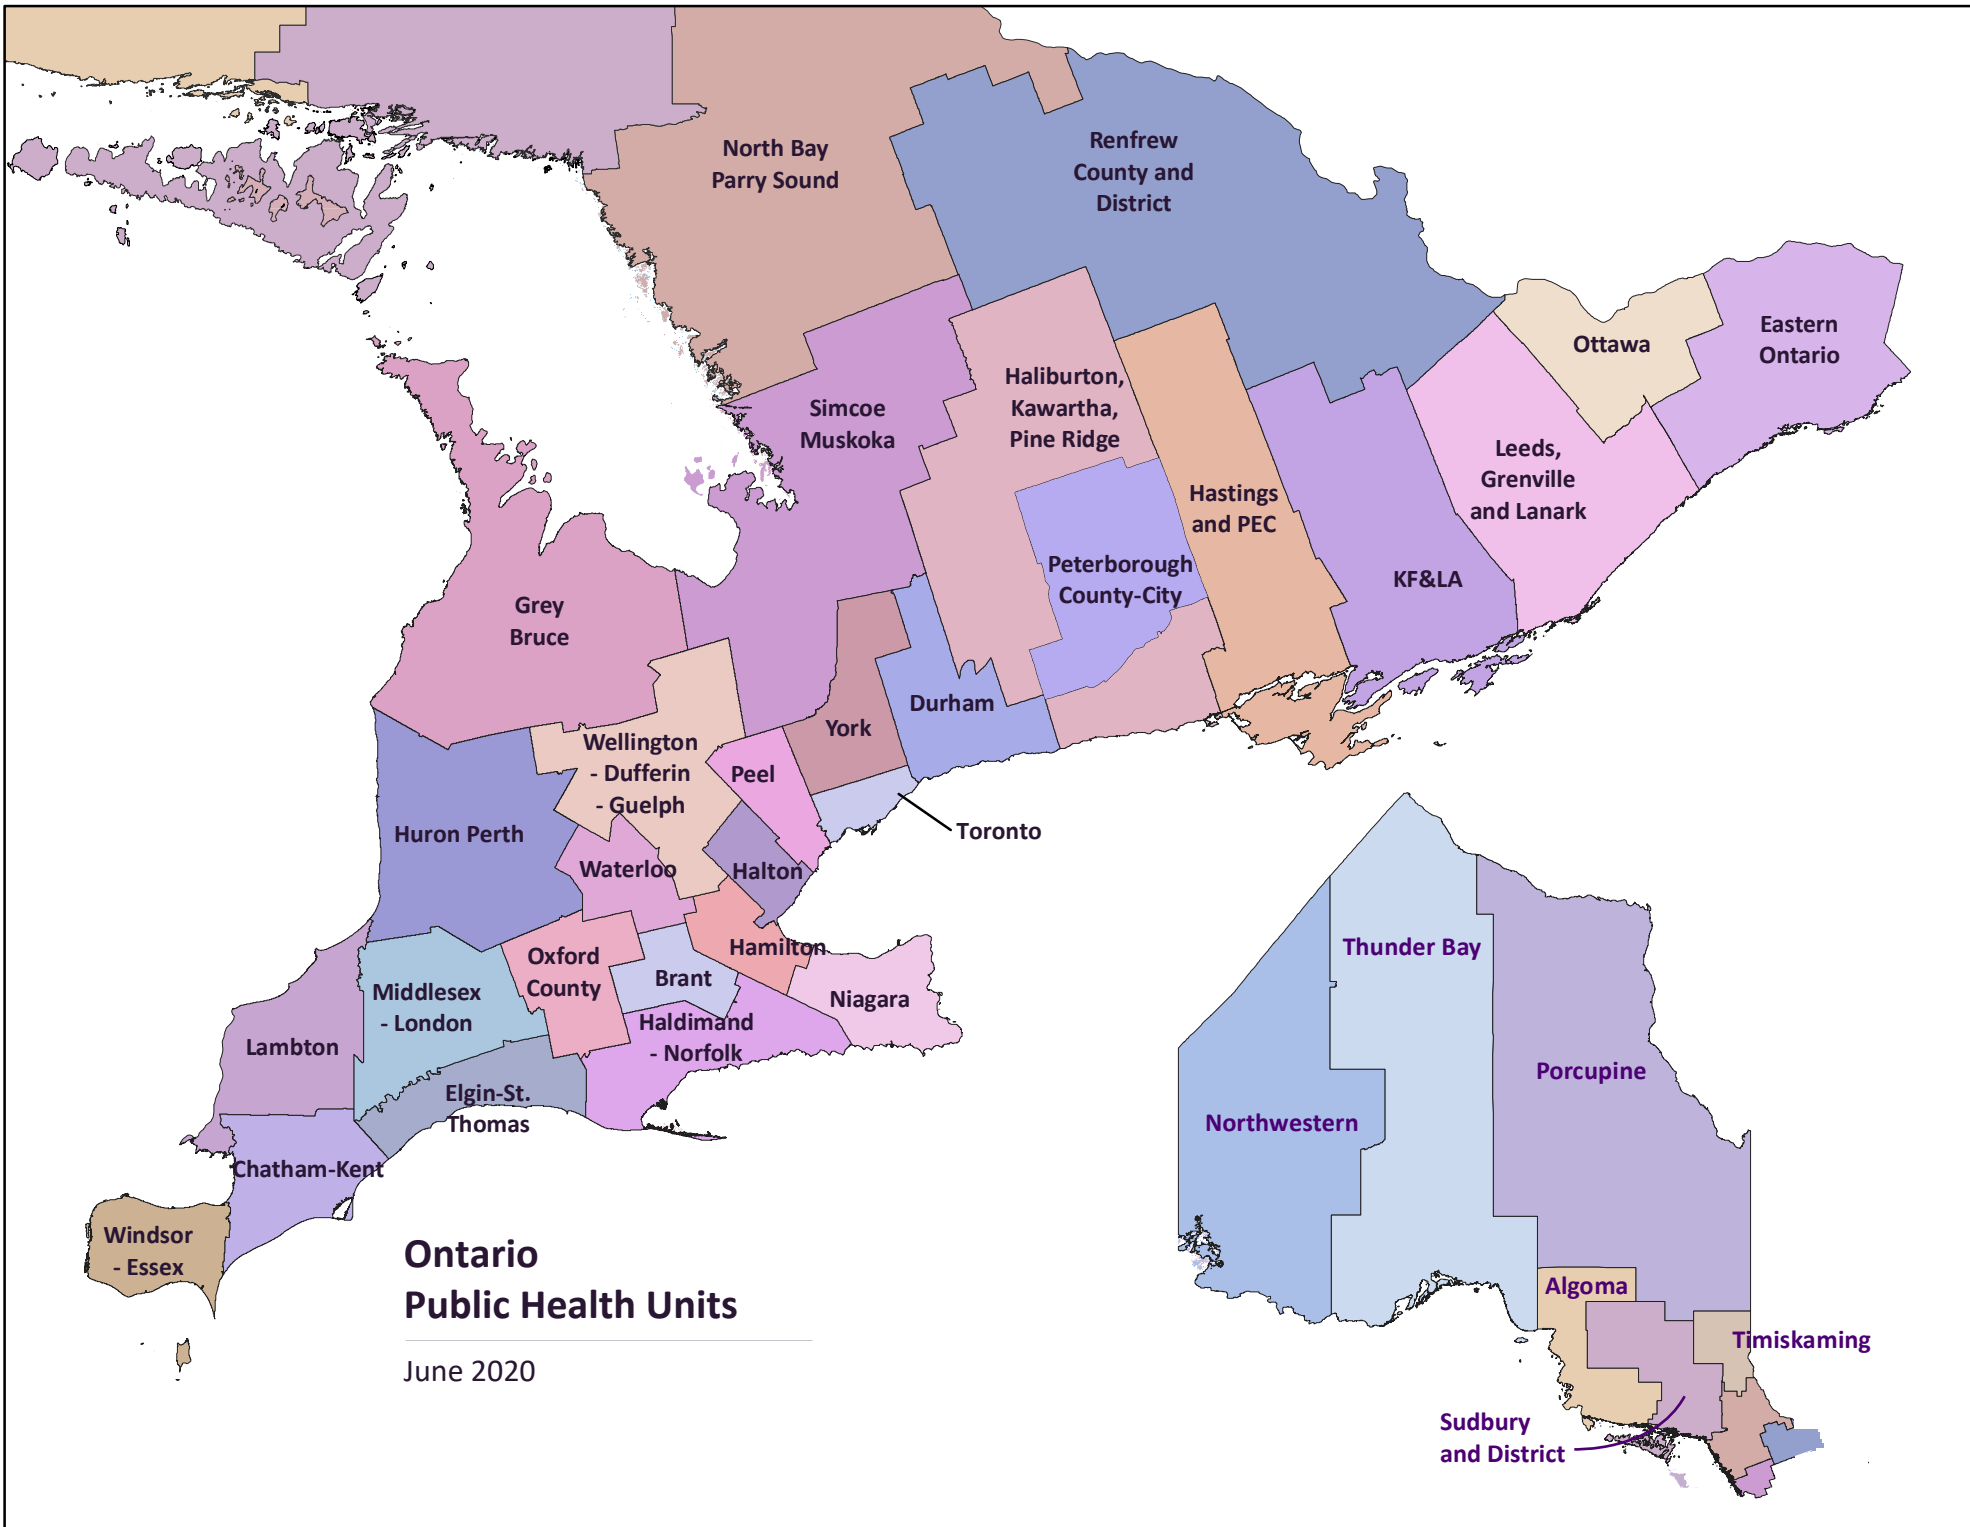 North Bay
Parry Sound
Renfrew
County and
District
Ottawa
Eastern
Ontario
Haliburton,
Kawartha,
Pine Ridge
Simcoe
Muskoka
Leeds,
Grenville
and Lanark
Hastings
and PEC
Peterborough
County-City
KF&LA
Grey
Bruce
Durham
York
Wellington
- Dufferin
- Guelph
Peel
Toronto
Huron Perth
Waterloo
Halton
Hamilton
Oxford
County
Brant
Middlesex
- London
Niagara
Haldimand
- Norfolk
Lambton
Elgin-St.
Thomas
Chatham-Kent
Windsor
- Essex
Thunder Bay
Porcupine
Northwestern
Algoma
Timiskaming
Sudbury
and District
Ontario
Public Health Units
June 2020